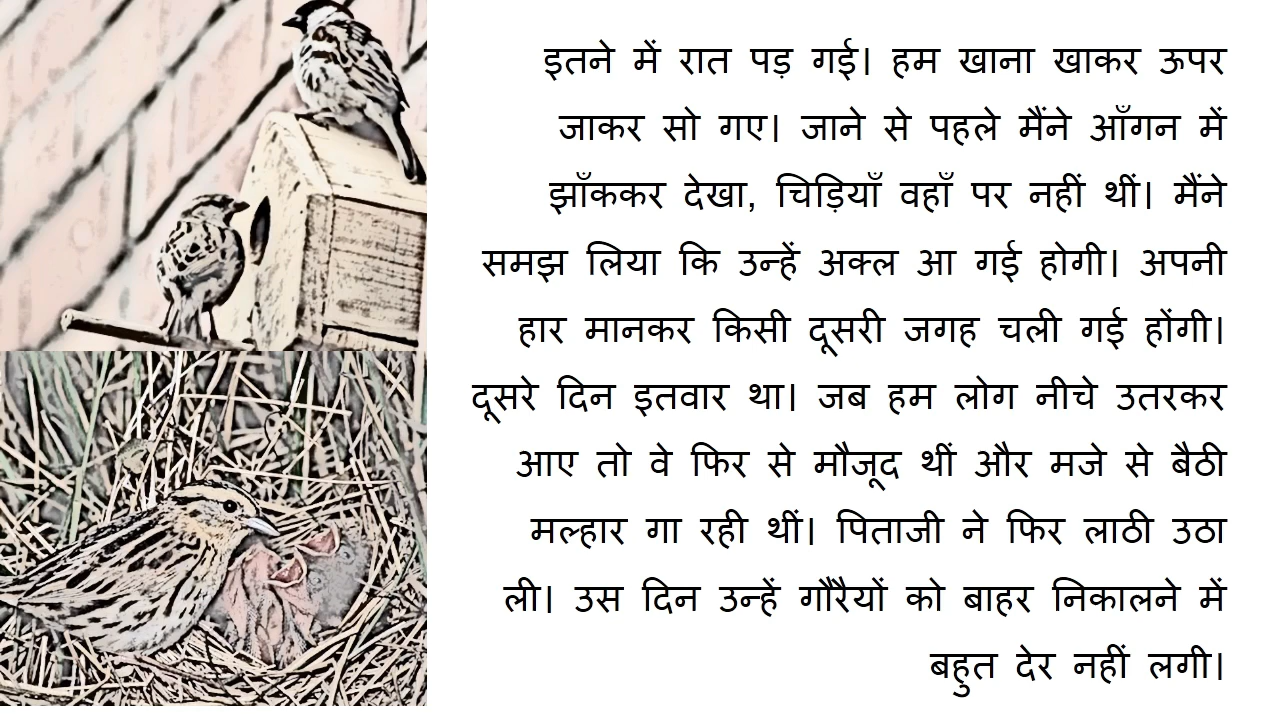 इतने में रात पड़ गई। हम खाना खाकर ऊपर
जाकर सो गए। जाने से पहले मैंने आँगन में
झाँककर देखा, चिड़ियाँ वहाँ पर नहीं थीं। मैंने
समझ लिया कि उन्हें अक्ल आ गई होगी। अपनी
हार मानकर किसी दूसरी जगह चली गई होंगी।
दूसरे दिन इतवार था। जब हम लोग नीचे उतरकर
आए तो वे फिर से मौजूद थीं और मजे से बैठी
मल्हार गा रही थीं। पिताजी ने फिर लाठी उठा
ली। उस दिन उन्हें गौरैयों को बाहर निकालने में
बहुत देर नहीं लगी।